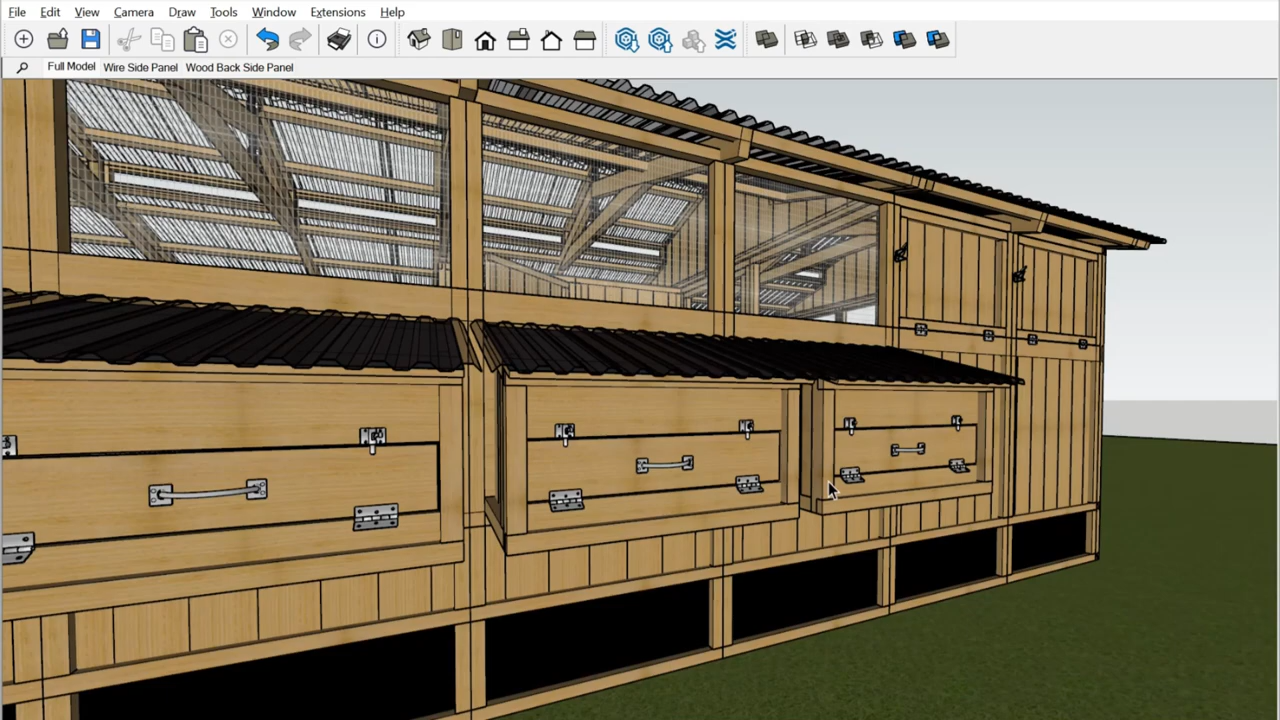 File Edit View Camera Draw Tools Window Extensions Help
Full Model Wire Side Panel Wood Back Side Panel